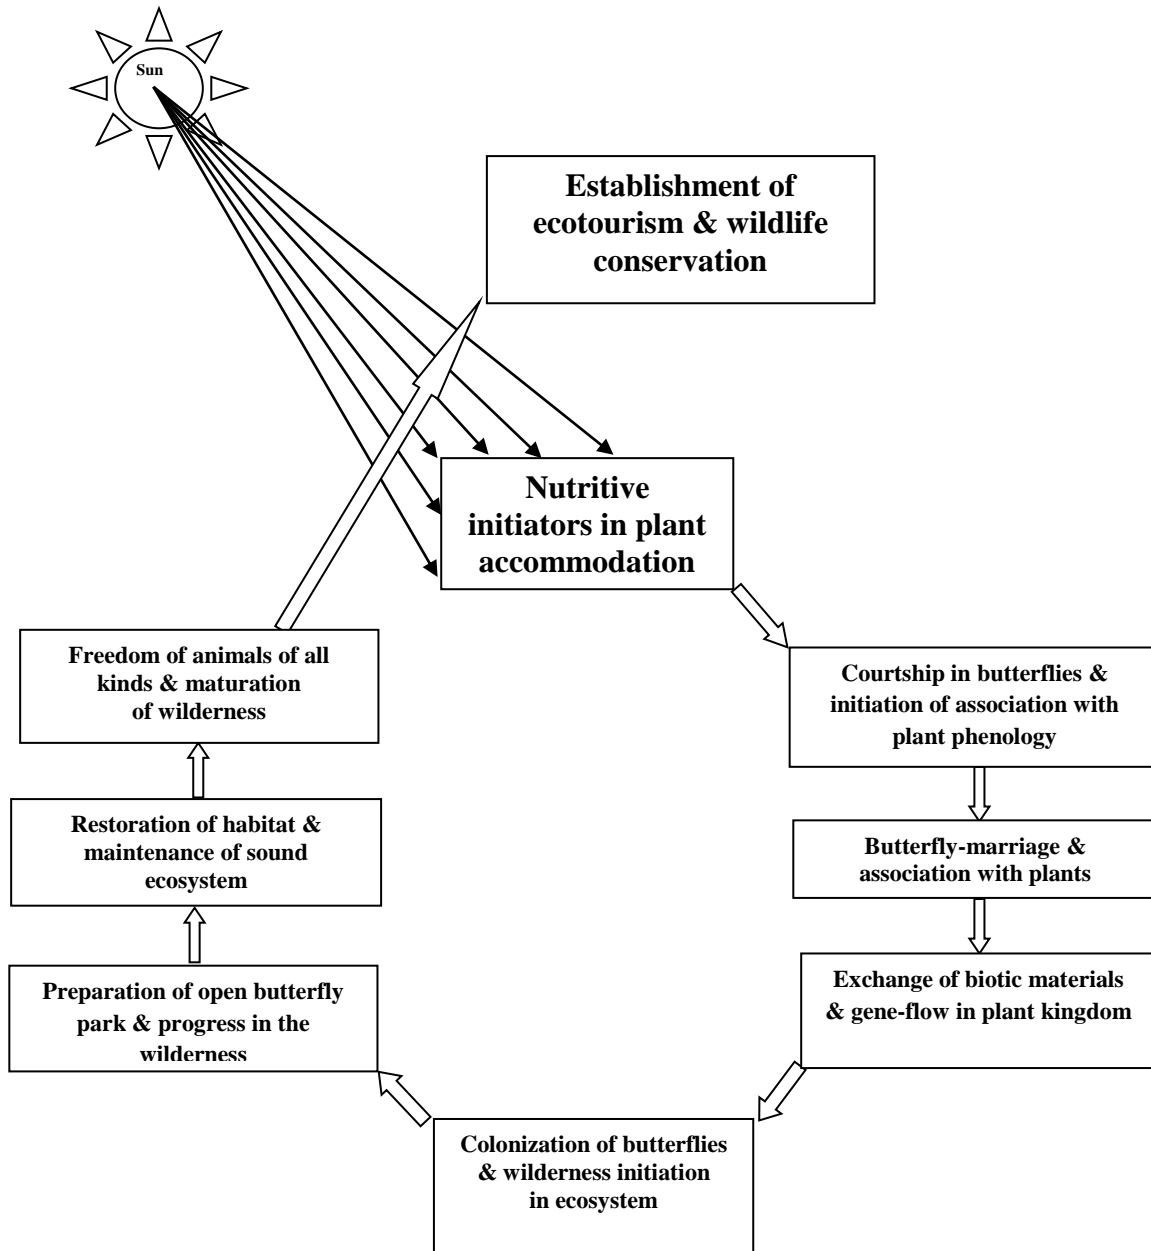 Sun
Establishment of
ecotourism & wildlife
conservation
Nutritive
initiators in plant
accommodation
Courtship in butterflies &
initiation of association with
plant phenology
Butterfly-marriage &
association with plants
Exchange of biotic materials
& gene-flow in plant kingdom
Colonization of butterflies
& wilderness initiation
in ecosystem
Preparation of open butterfly
park & progress in the
wilderness
Restoration of habitat &
maintenance of sound
ecosystem
Freedom of animals of all
kinds & maturation
of wilderness